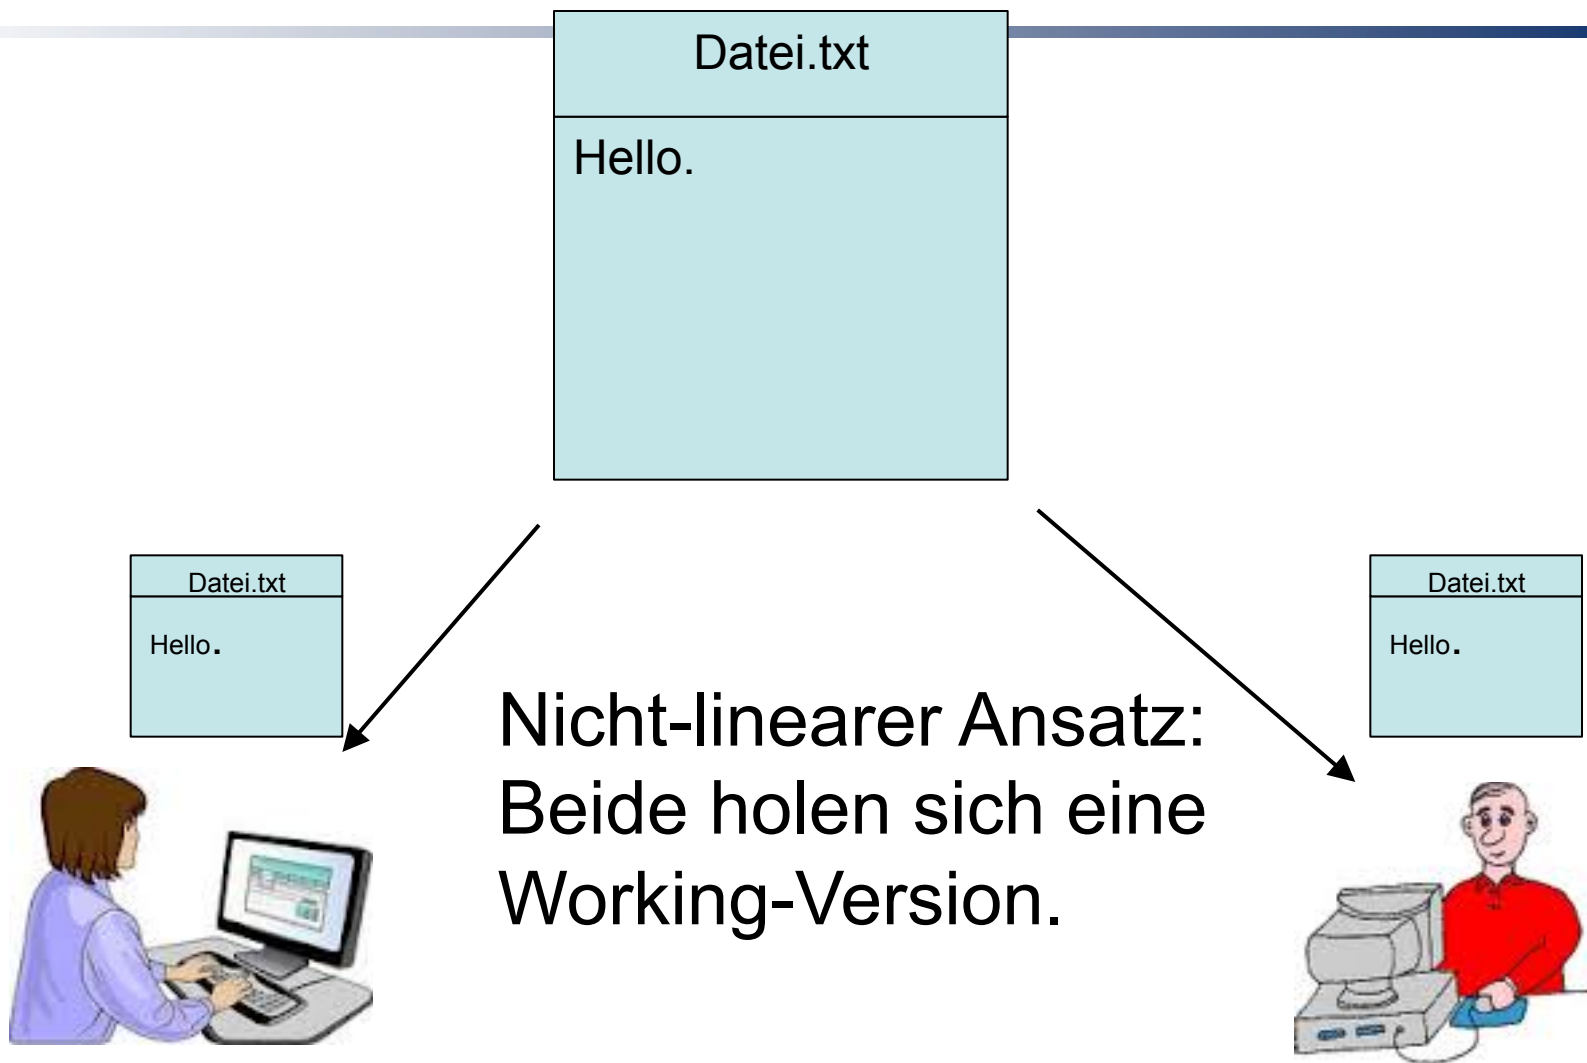 Datei.txt
Hello.
Datei.txt
Hello.
Datei.txt
Hello.
Nicht-linearer Ansatz:
Beide holen sich eine
Working-Version.